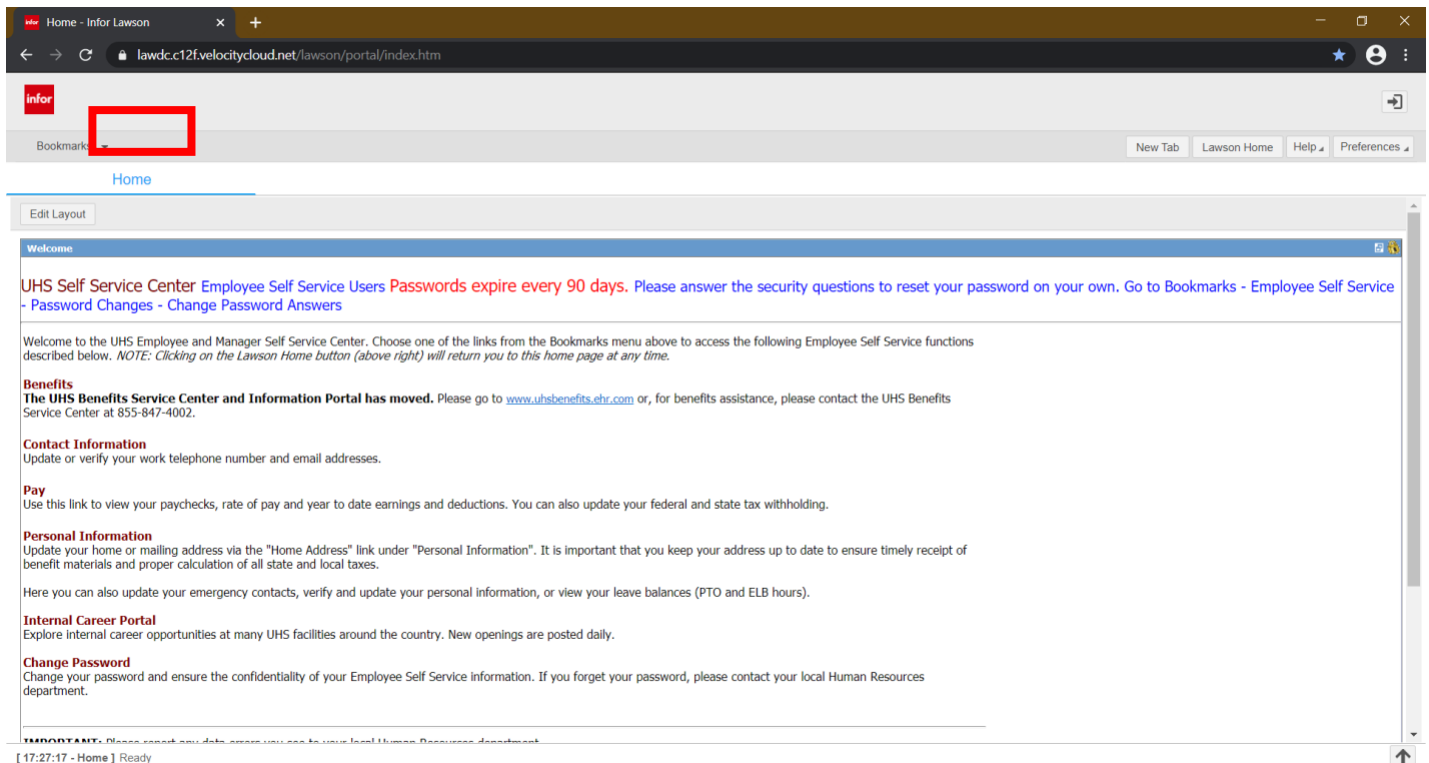 infor Home - Infor Lawson
lawdc.c12f.velocitycloud.net/lawson/portal/index.htm
infor
Bookmarks
New Tab Lawson Home Help Preferences
Home
Edit Layout
Welcome
UHS Self Service Center Employee Self Service Users Passwords expire every 90 days. Please answer the security questions to reset your password on your own. Go to Bookmarks - Employee Self Service
- Password Changes - Change Password Answers
Welcome to the UHS Employee and Manager Self Service Center. Choose one of the links from the Bookmarks menu above to access the following Employee Self Service functions
described below. NOTE: Clicking on the Lawson Home button (above right) will return you to this home page at any time.
Benefits
The UHS Benefits Service Center and Information Portal has moved. Please go to www.uhsbenefits.ehr.com or, for benefits assistance, please contact the UHS Benefits
Service Center at 855-847-4002.
Contact Information
Update or verify your work telephone number and email addresses.
Pay
Use this link to view your paychecks, rate of pay and year to date earnings and deductions. You can also update your federal and state tax withholding.
Personal Information
Update your home or mailing address via the "Home Address" link under "Personal Information". It is important that you keep your address up to date to ensure timely receipt of
benefit materials and proper calculation of all state and local taxes.
Here you can also update your emergency contacts, verify and update your personal information, or view your leave balances (PTO and ELB hours).
Internal Career Portal
Explore internal career opportunities at many UHS facilities around the country. New openings are posted daily.
Change Password
Change your password and ensure the confidentiality of your Employee Self Service information. If you forget your password, please contact your local Human Resources
department.
IMPORTANT: Please report any data errors you see to your local Human Resources department.
[ 17:27:17 - Home ] Ready